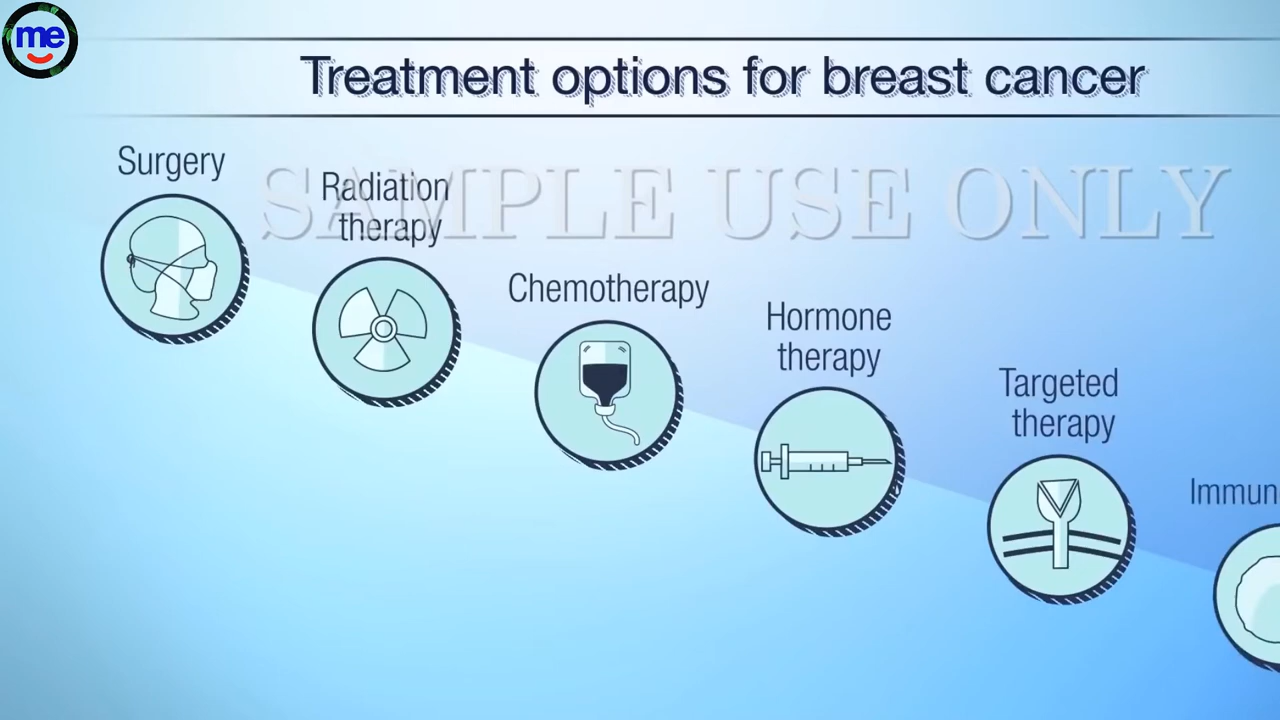 me
Treatment options for breast cancer
SAMPLE USE ONLY
Surgery
Radiation
therapy
Chemotherapy
Hormone
therapy
Targeted
therapy
Immun